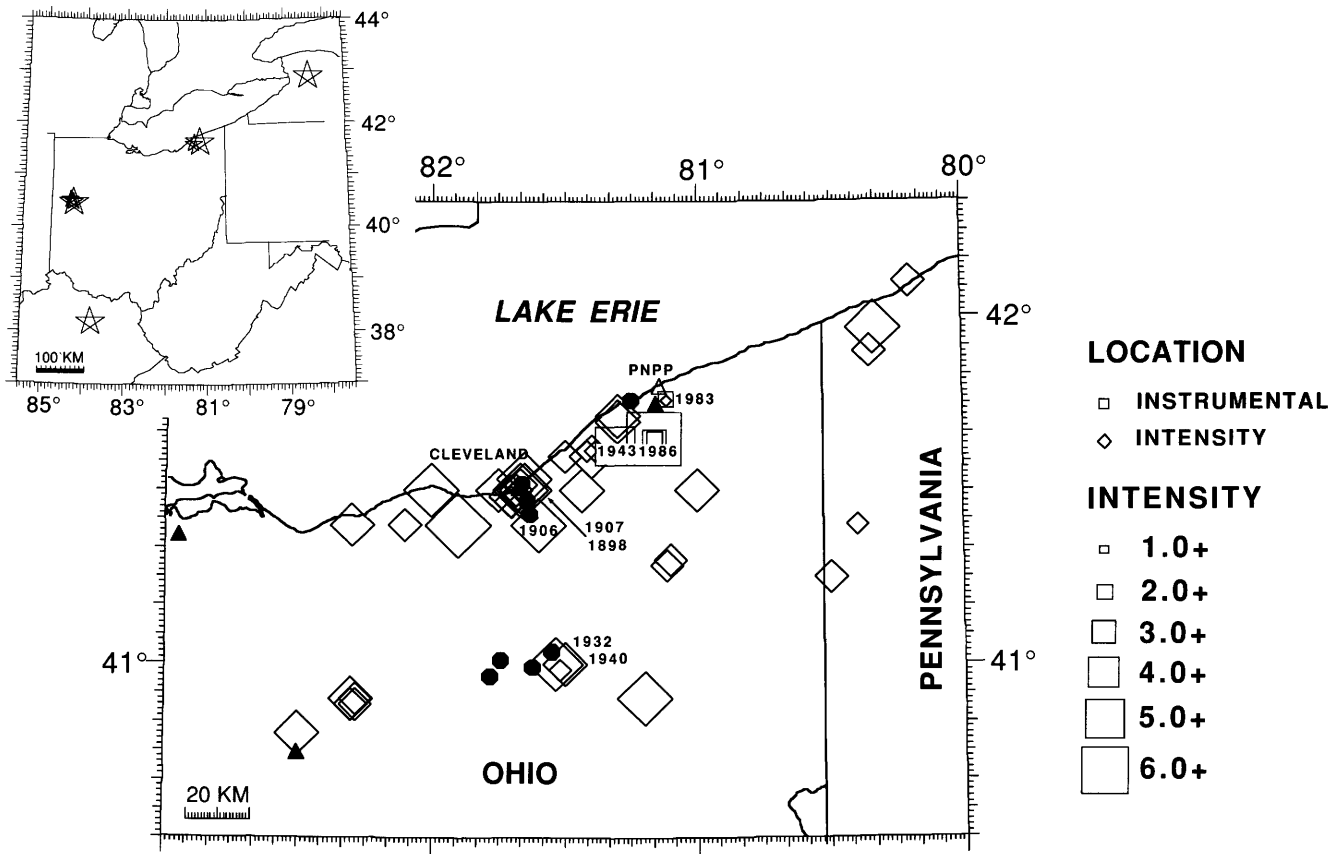 44°
42°
40°
38°
100 KM
85° 83° 81° 79°
82° 81° 80°
LAKE ERIE
42°
PNPP
1983
1943 1986
CLEVELAND
1906
1907
1898
1932
1940
41°
41°
OHIO
PENNSYLVANIA
20 KM
LOCATION
INSTRUMENTAL
INTENSITY
INTENSITY
1.0+
2.0+
3.0+
4.0+
5.0+
6.0+